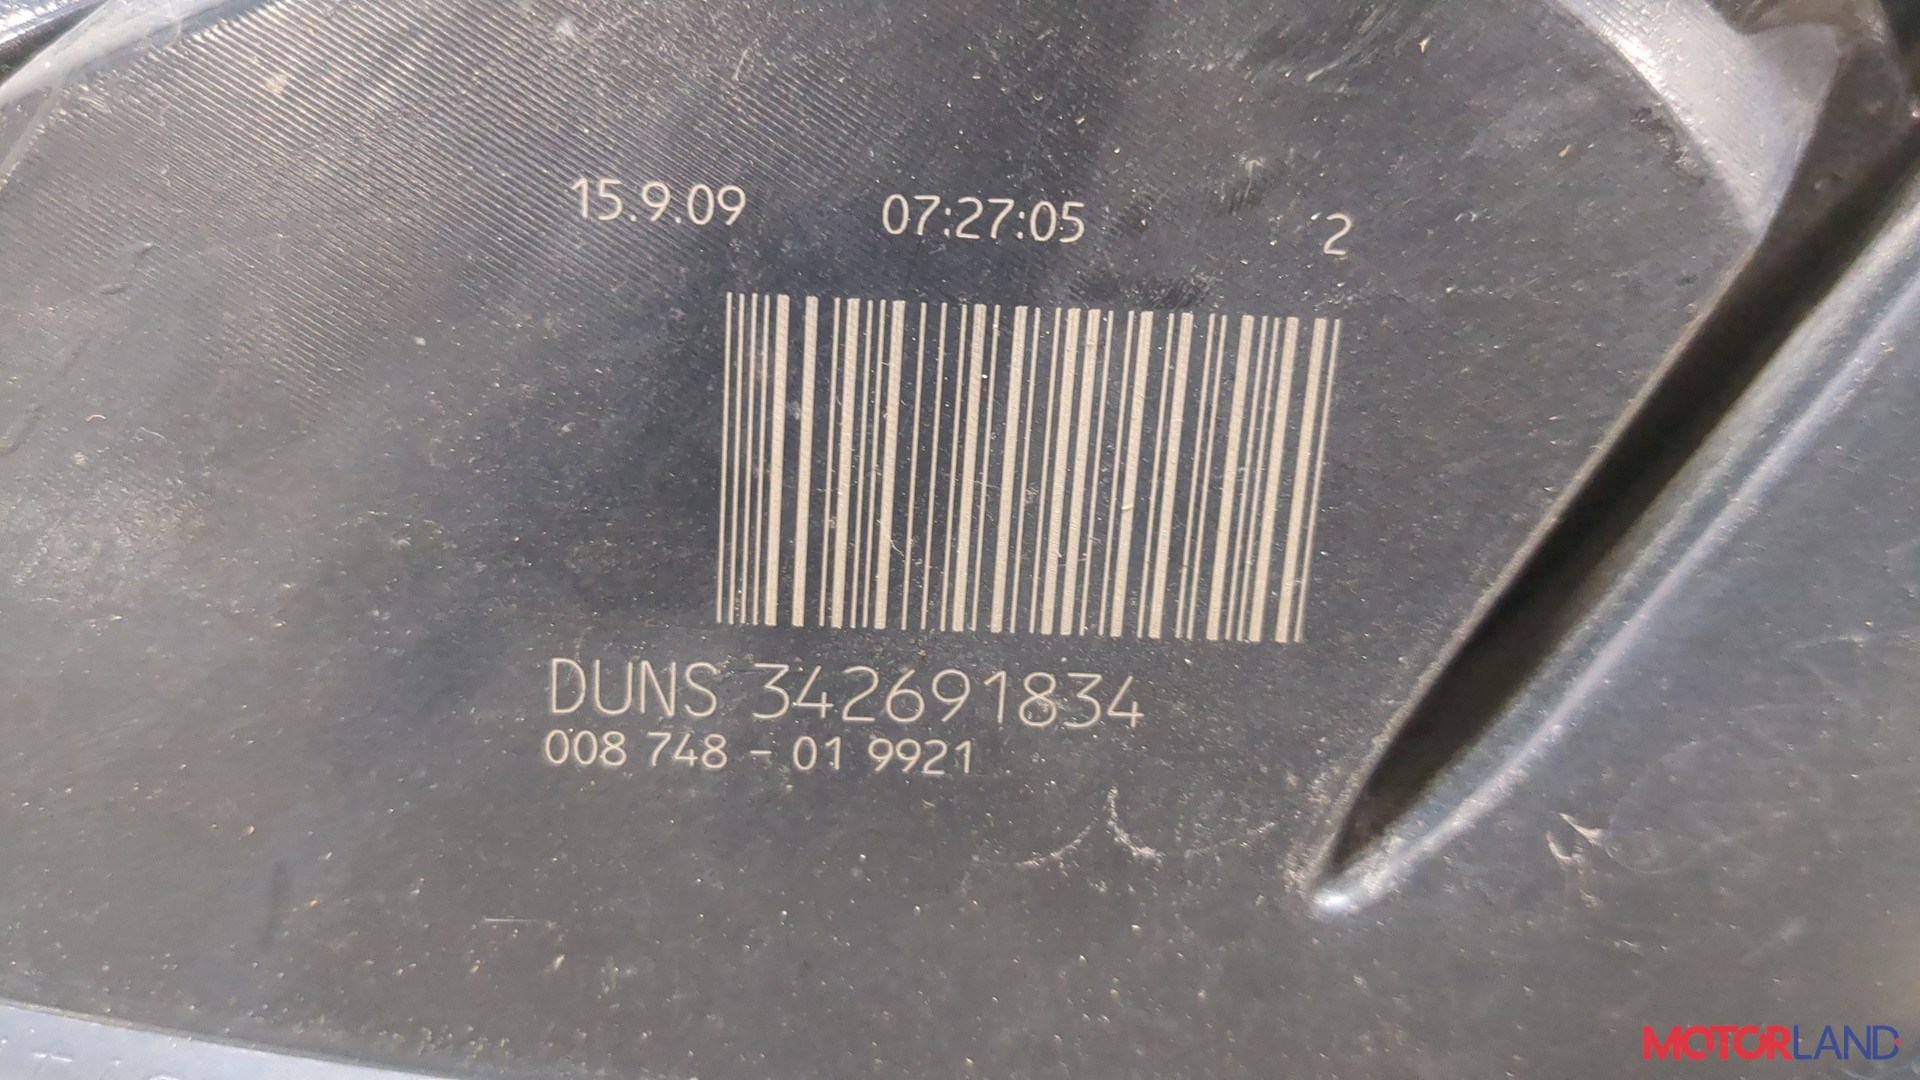 15.9.09 07:27:05 2
DUNS 342691834
008 748 - 01 9921
MOTORLAND